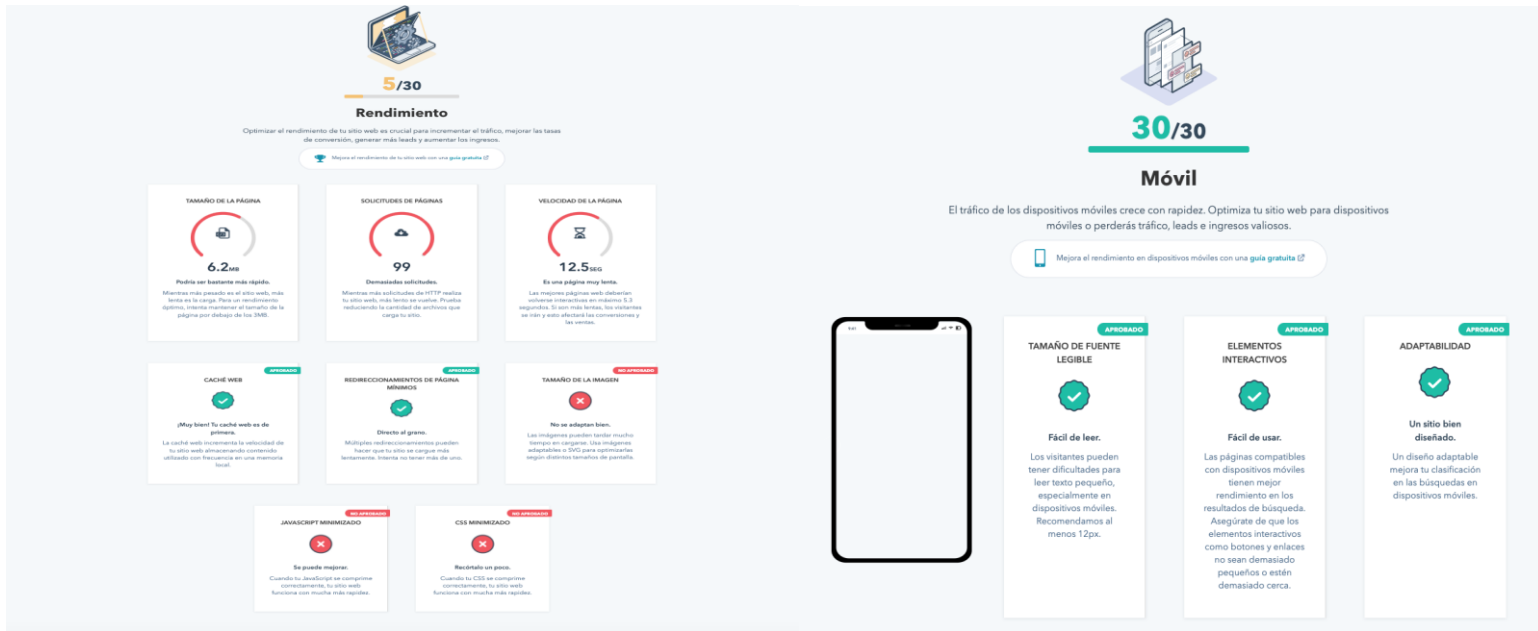 5/30
Rendimiento
Optimizar el rendimiento de tu sitio web es crucial para incrementar el tráfico, mejorar las tasas
de conversión, generar más leads y aumentar los ingresos.
Mejora el rendimiento de tu sitio web con una guía gratuita
TAMAÑO DE LA PÁGINA
6.2MB
Podría ser bastante más rápido.
Mientras más pesado es el sitio web, más
lenta es la carga. Para un rendimiento
óptimo, intenta mantener el tamaño de la
página por debajo de los 3MB.
SOLICITUDES DE PÁGINAS
99
Demasiadas solicitudes.
Mientras más solicitudes de HTTP realiza
tu sitio web, más lento se vuelve. Prueba
reduciendo la cantidad de archivos que
carga tu sitio.
VELOCIDAD DE LA PÁGINA
12.5SEG
Es una página muy lenta.
Las mejores páginas web deberían
volverse interactivas en máximo 5.3
segundos. Si son más lentas, los visitantes
se irán y esto afectará las conversiones y
las ventas.
APROBADO
CACHÉ WEB
¡Muy bien! Tu caché web es de
primera.
La caché web incrementa la velocidad de
tu sitio web almacenando contenido
utilizado con frecuencia en una memoria
local.
APROBADO
REDIRECCIONAMIENTOS DE PÁGINA
MÍNIMOS
Directo al grano.
Múltiples redireccionamientos pueden
hacer que tu sitio se cargue más
lentamente. Intenta no tener más de uno.
NO APROBADO
TAMAÑO DE LA IMAGEN
No se adaptan bien.
Las imágenes pueden tardar mucho
tiempo en cargarse. Usa imágenes
adaptables o SVG para optimizarlas
según distintos tamaños de pantalla.
NO APROBADO
JAVASCRIPT MINIMIZADO
Se puede mejorar.
Cuando tu JavaScript se comprime
correctamente, tu sitio web
funciona con mucha más rapidez.
NO APROBADO
CSS MINIMIZADO
Recórtalo un poco.
Cuando tu CSS se comprime
correctamente, tu sitio web
funciona con mucha más rapidez.
30/30
Móvil
El tráfico de los dispositivos móviles crece con rapidez. Optimiza tu sitio web para dispositivos
móviles o perderás tráfico, leads e ingresos valiosos.
Mejora el rendimiento en dispositivos móviles con una guía gratuita
9:41
APROBADO
TAMAÑO DE FUENTE
LEGIBLE
Fácil de leer.
Los visitantes pueden
tener dificultades para
leer texto pequeño,
especialmente en
dispositivos móviles.
Recomendamos al
menos 12px.
APROBADO
ELEMENTOS
INTERACTIVOS
Fácil de usar.
Las páginas compatibles
con dispositivos móviles
tienen mejor
rendimiento en los
resultados de búsqueda.
Asegúrate de que los
elementos interactivos
como botones y enlaces
no sean demasiado
pequeños o estén
demasiado cerca.
APROBADO
ADAPTABILIDAD
Un sitio bien
diseñado.
Un diseño adaptable
mejora tu clasificación
en las búsquedas en
dispositivos móviles.